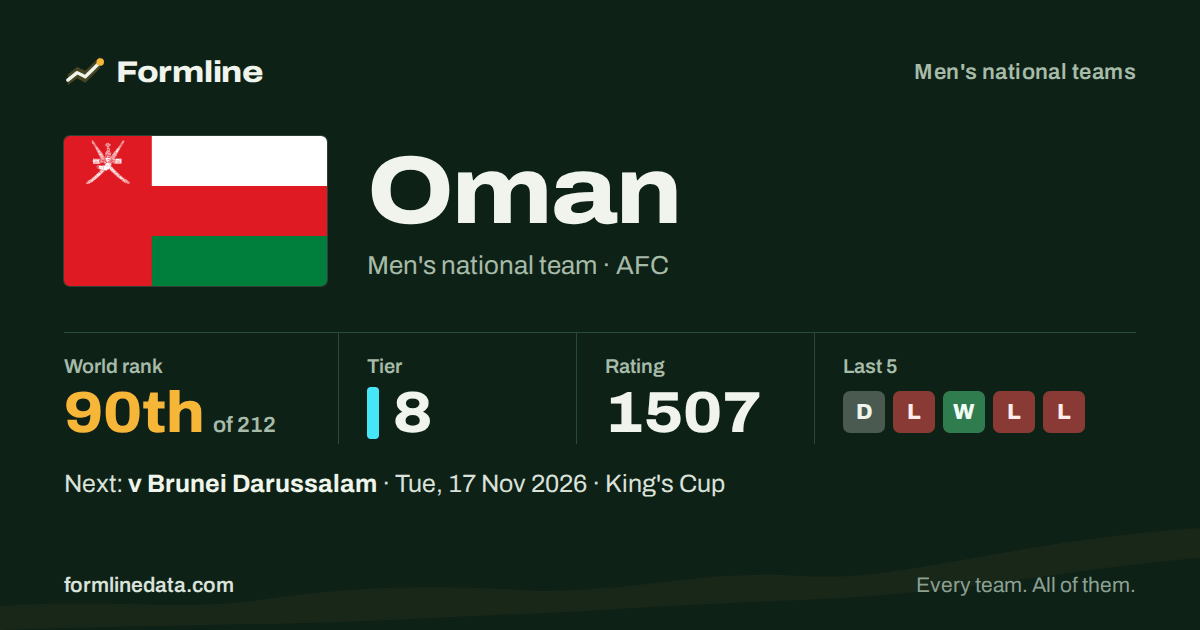 Formline
Men's national teams
Oman
Men's national team · AFC
World rank
90th of 212
Tier
8
Rating
1507
Last 5
D L W L L
Next: v Brunei Darussalam · Tue, 17 Nov 2026 · King's Cup
formlinedata.com
Every team. All of them.